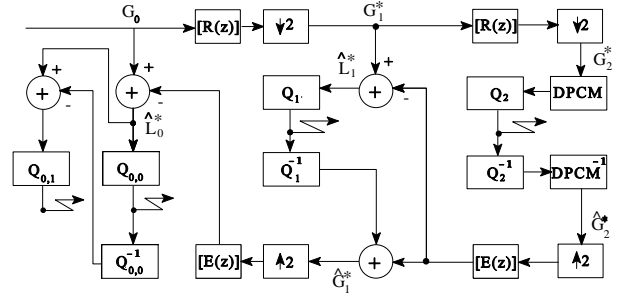 G₀ [R(z)] ↓2 G₁* [R(z)] ↓2
G₂*
+ + - L̂₀* + + - L̂₁* + + -
Q₁ Q₂ DPCM
Q₀,₁ Q₀,₀ Q₁⁻¹ Q₂⁻¹ DPCM⁻¹
Ĝ₂*
Q₀,₀⁻¹ [E(z)] ↑2 Ĝ₁* + [E(z)] ↑2